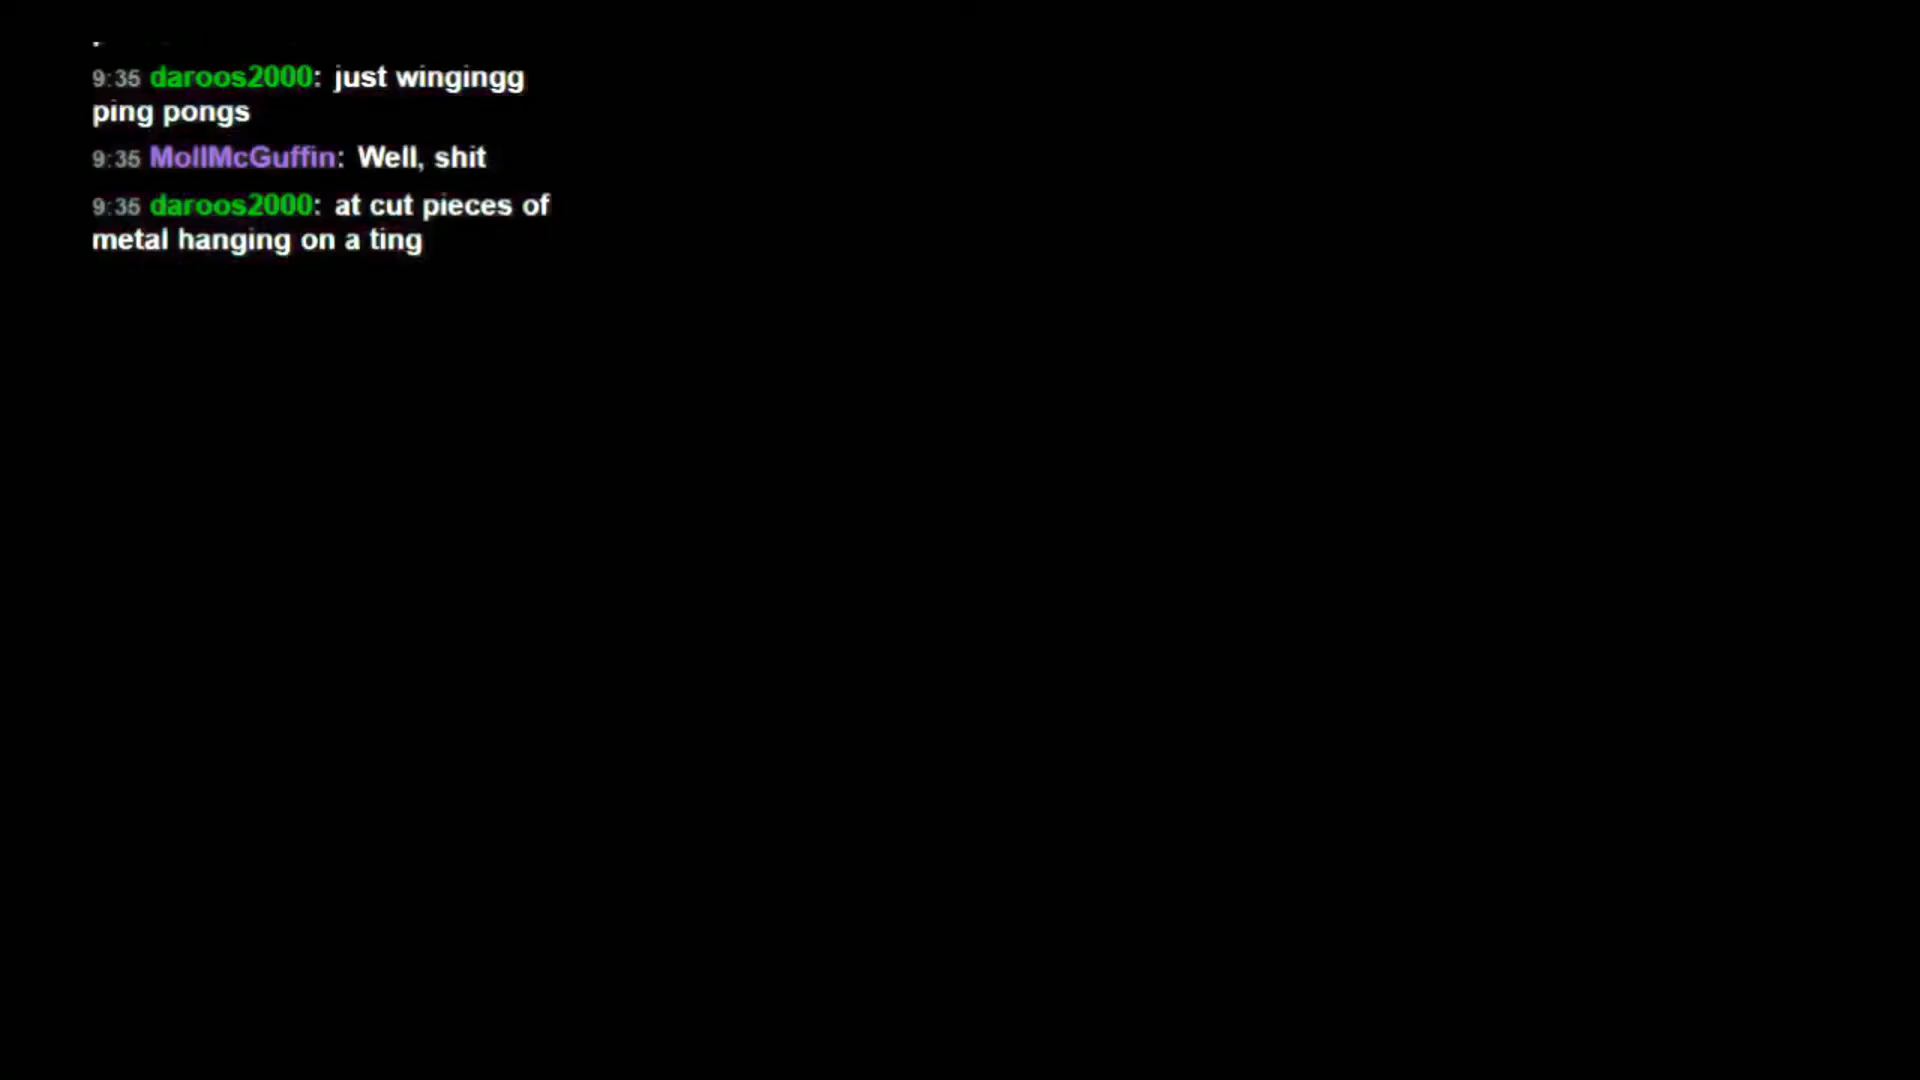 9:35 daroos2000: just wingingg
ping pongs
9:35 MollMcGuffin: Well, shit
9:35 daroos2000: at cut pieces of
metal hanging on a ting